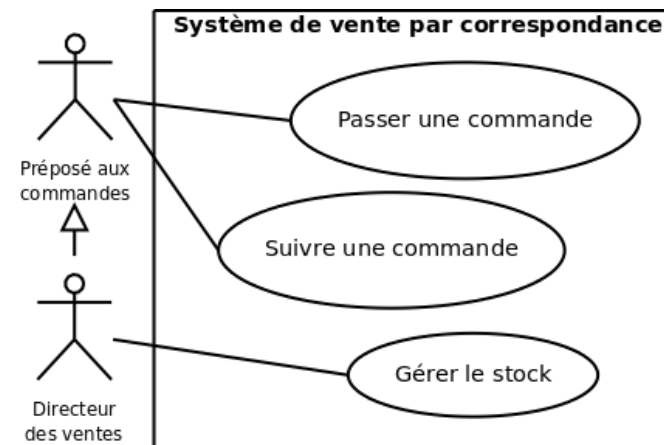 Système de vente par correspondance
Passer une commande
Préposé aux
commandes
Suivre une commande
Gérer le stock
Directeur
des ventes